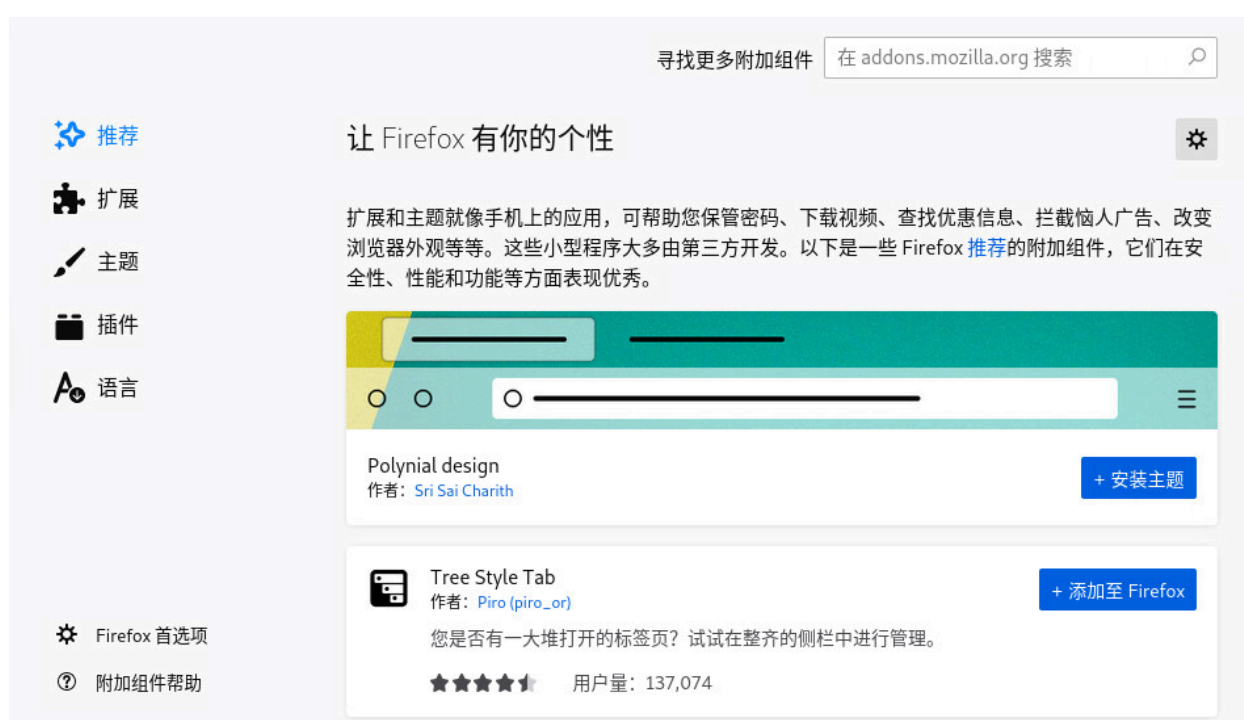 寻找更多附加组件 在 addons.mozilla.org 搜索
推荐
扩展
主题
插件
语言
Firefox 首选项
附加组件帮助
让 Firefox 有你的个性
扩展和主题就像手机上的应用，可帮助您保管密码、下载视频、查找优惠信息、拦截恼人广告、改变
浏览器外观等等。这些小型程序大多由第三方开发。以下是一些 Firefox 推荐的附加组件，它们在安
全性、性能和功能等方面表现优秀。
Polynial design
作者： Sri Sai Charith
+ 安装主题
Tree Style Tab
作者： Piro (piro_or)
+ 添加至 Firefox
您是否有一大堆打开的标签页？试试在整齐的侧栏中进行管理。
用户量：137,074